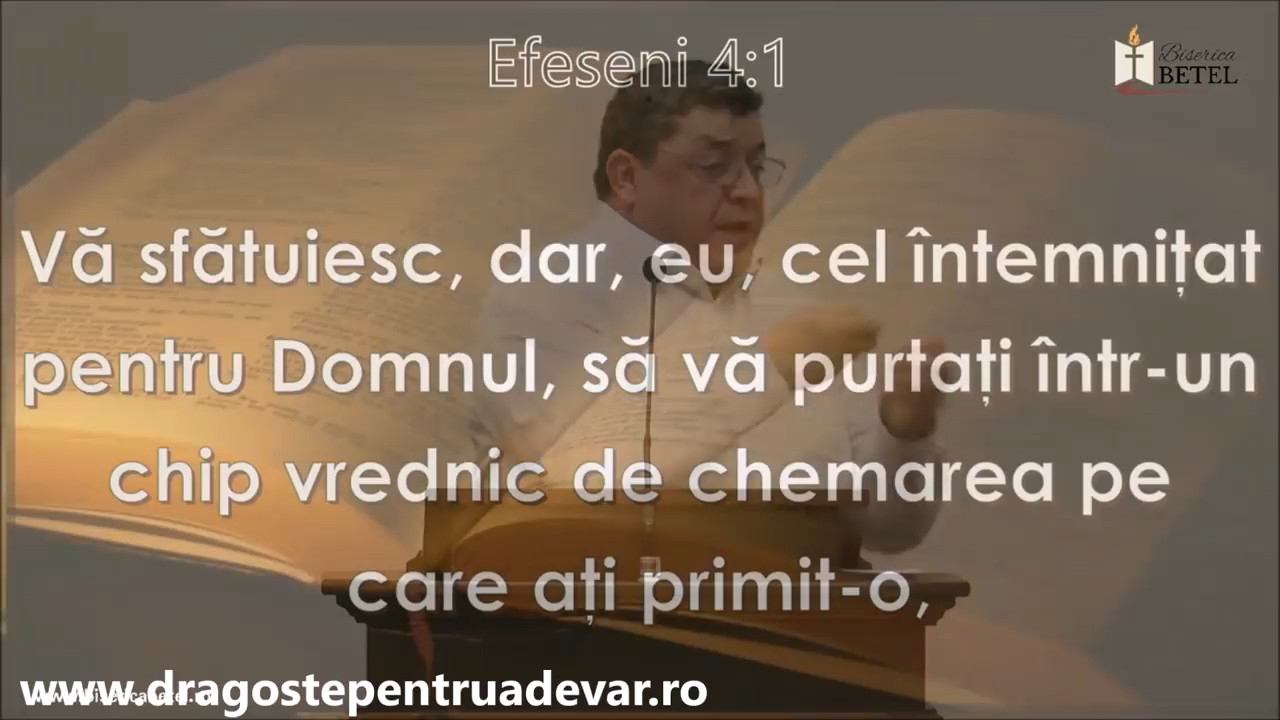 Efeseni 4:1
Biserica
BETEL
Vă sfătuiesc, dar, eu, cel întemnițat
pentru Domnul, să vă purtați într-un
chip vrednic de chemarea pe
care ați primit-o,
www.dragostepentruadevar.ro